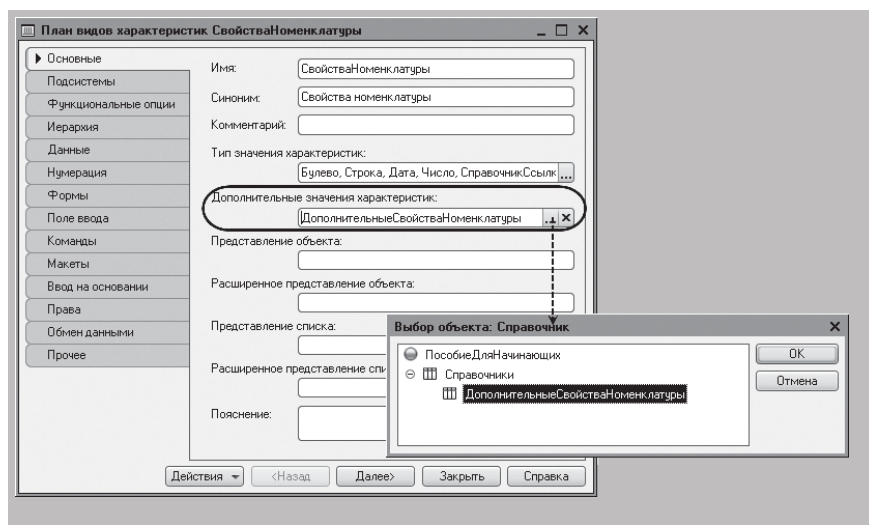 План видов характеристик СвойстваНоменклатуры
Основные
Подсистемы
Функциональные опции
Иерархия
Данные
Нумерация
Формы
Поле ввода
Команды
Макеты
Ввод на основании
Права
Обмен данными
Прочее
Имя: СвойстваНоменклатуры
Синоним: Свойства номенклатуры
Комментарий:
Тип значения характеристик:
Булево, Строка, Дата, Число, СправочникСсылк ...
Дополнительные значения характеристик:
ДополнительныеСвойстваНоменклатуры
Представление объекта:
Расширенное представление объекта:
Представление списка:
Расширенное представление спи
Пояснение:
Действия <Назад Далее> Закрыть Справка
Выбор объекта: Справочник
ПособиеДляНачинающих
Справочники
ДополнительныеСвойстваНоменклатуры
OK
Отмена